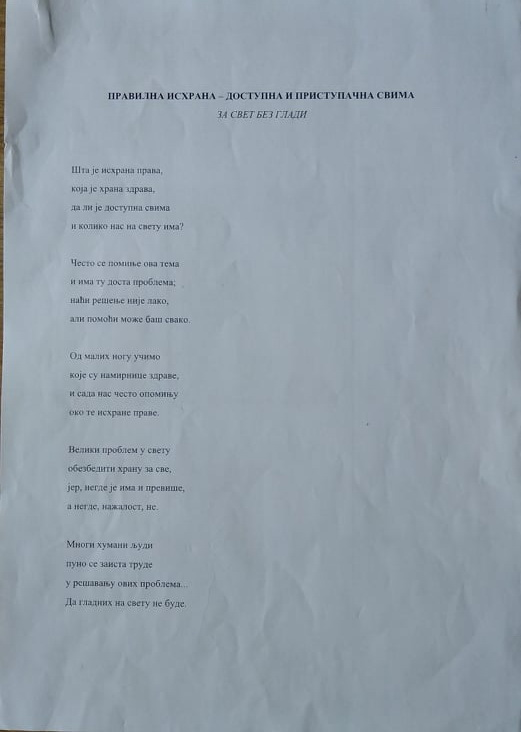 ПРАВИЛНА ИСХРАНА – ДОСТУПНА И ПРИСТУПАЧНА СВИМА
ЗА СВЕТ БЕЗ ГЛАДИ
Шта је исхрана права,
која је храна здрава,
да ли је доступна свима
и колико нас на свету има?
Често се помиње ова тема
и има ту доста проблема;
наћи решење није лако,
али помоћи може баш свако.
Од малих ногу учимо
које су намирнице здраве,
и сада нас често опомињу
око те исхране праве.
Велики проблем у свету
обезбедити храну за све,
јер, негде је има и превише,
а негде, нажалост, не.
Многи хумани људи
пуно се заиста труде
у решавању ових проблема...
Да гладних на свету не буде.